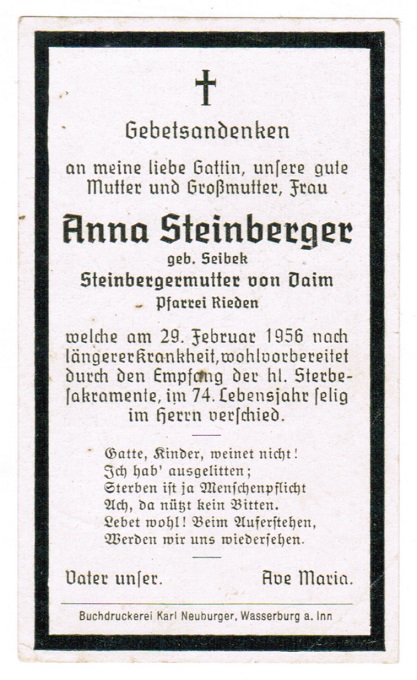 Gebetsandenken
an meine liebe Gattin, unsere gute
Mutter und Großmutter, Frau
Anna Steinberger
geb. Seibek
Steinbergermutter von Daim
Pfarrei Rieden
welche am 29. Februar 1956 nach
längerer Krankheit, wohlvorbereitet
durch den Empfang der hl. Sterbe-
sakramente, im 74. Lebensjahr selig
im Herrn verschied.
Gatte, Kinder, weinet nicht!
Ich hab' ausgelitten;
Sterben ist ja Menschenpflicht
Ach, da nützt kein Bitten.
Lebet wohl! Beim Auferstehen,
Werden wir uns wiedersehen.
Vater unser. Ave Maria.
Buchdruckerei Karl Neuburger, Wasserburg a. Inn